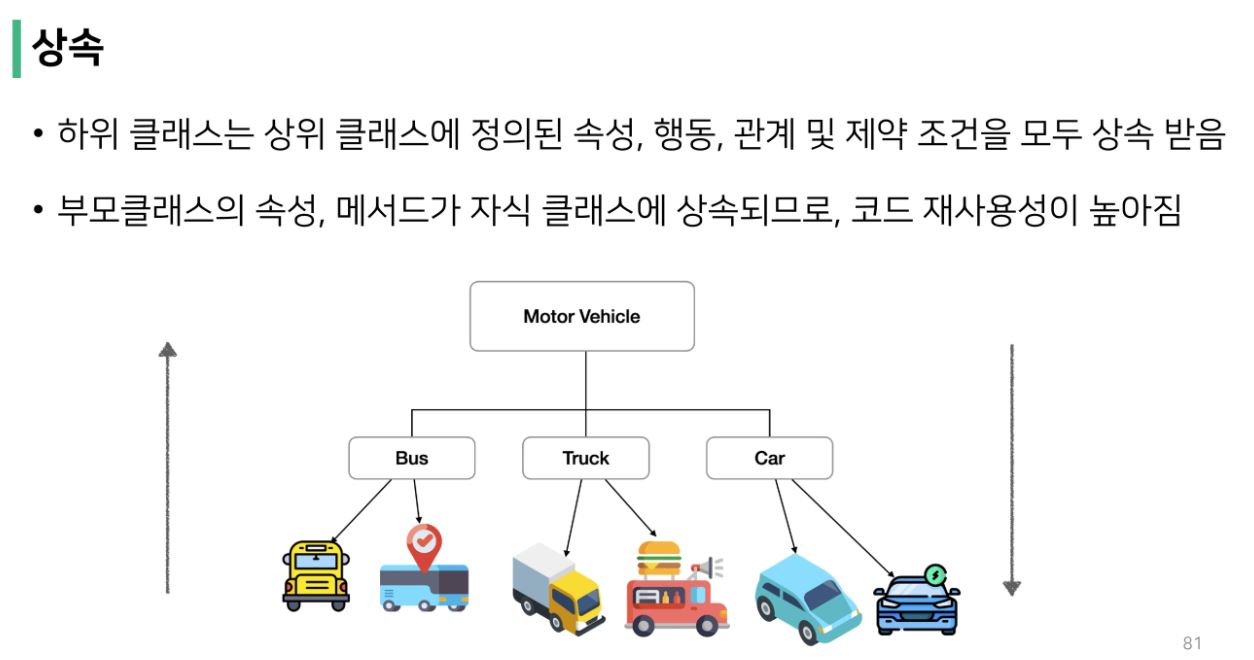 상속
• 하위 클래스는 상위 클래스에 정의된 속성, 행동, 관계 및 제약 조건을 모두 상속 받음
• 부모클래스의 속성, 메서드가 자식 클래스에 상속되므로, 코드 재사용성이 높아짐
Motor Vehicle
Bus
Truck
Car
81